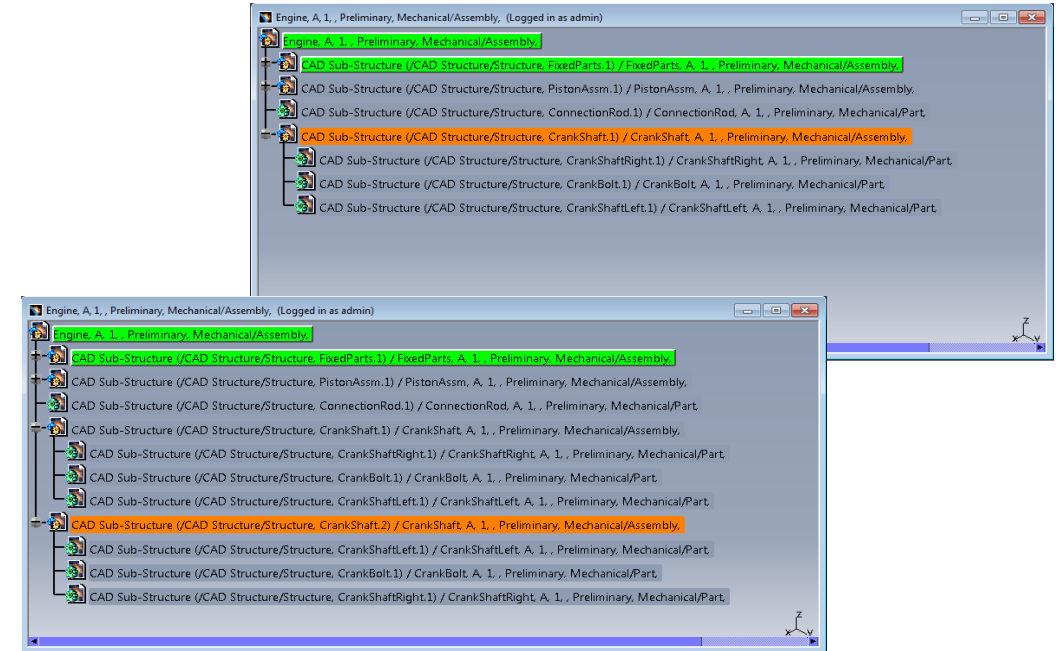 Engine, A, 1, , Preliminary, Mechanical/Assembly,  (Logged in as admin)
Engine, A, 1, , Preliminary, Mechanical/Assembly,
CAD Sub-Structure (/CAD Structure/Structure, FixedParts.1) / FixedParts, A, 1, , Preliminary, Mechanical/Assembly,
CAD Sub-Structure (/CAD Structure/Structure, PistonAssm.1) / PistonAssm, A, 1, , Preliminary, Mechanical/Assembly,
CAD Sub-Structure (/CAD Structure/Structure, ConnectionRod.1) / ConnectionRod, A, 1, , Preliminary, Mechanical/Part,
CAD Sub-Structure (/CAD Structure/Structure, CrankShaft.1) / CrankShaft, A, 1, , Preliminary, Mechanical/Assembly,
CAD Sub-Structure (/CAD Structure/Structure, CrankShaftRight.1) / CrankShaftRight, A, 1, , Preliminary, Mechanical/Part,
CAD Sub-Structure (/CAD Structure/Structure, CrankBolt.1) / CrankBolt, A, 1, , Preliminary, Mechanical/Part,
CAD Sub-Structure (/CAD Structure/Structure, CrankShaftLeft.1) / CrankShaftLeft, A, 1, , Preliminary, Mechanical/Part,
z
x y
Engine, A, 1, , Preliminary, Mechanical/Assembly,  (Logged in as admin)
Engine, A, 1, , Preliminary, Mechanical/Assembly,
CAD Sub-Structure (/CAD Structure/Structure, FixedParts.1) / FixedParts, A, 1, , Preliminary, Mechanical/Assembly,
CAD Sub-Structure (/CAD Structure/Structure, PistonAssm.1) / PistonAssm, A, 1, , Preliminary, Mechanical/Assembly,
CAD Sub-Structure (/CAD Structure/Structure, ConnectionRod.1) / ConnectionRod, A, 1, , Preliminary, Mechanical/Part,
CAD Sub-Structure (/CAD Structure/Structure, CrankShaft.1) / CrankShaft, A, 1, , Preliminary, Mechanical/Assembly,
CAD Sub-Structure (/CAD Structure/Structure, CrankShaftRight.1) / CrankShaftRight, A, 1, , Preliminary, Mechanical/Part,
CAD Sub-Structure (/CAD Structure/Structure, CrankBolt.1) / CrankBolt, A, 1, , Preliminary, Mechanical/Part,
CAD Sub-Structure (/CAD Structure/Structure, CrankShaftLeft.1) / CrankShaftLeft, A, 1, , Preliminary, Mechanical/Part,
CAD Sub-Structure (/CAD Structure/Structure, CrankShaft.2) / CrankShaft, A, 1, , Preliminary, Mechanical/Assembly,
CAD Sub-Structure (/CAD Structure/Structure, CrankShaftLeft.1) / CrankShaftLeft, A, 1, , Preliminary, Mechanical/Part,
CAD Sub-Structure (/CAD Structure/Structure, CrankBolt.1) / CrankBolt, A, 1, , Preliminary, Mechanical/Part,
CAD Sub-Structure (/CAD Structure/Structure, CrankShaftRight.1) / CrankShaftRight, A, 1, , Preliminary, Mechanical/Part,
z
x y